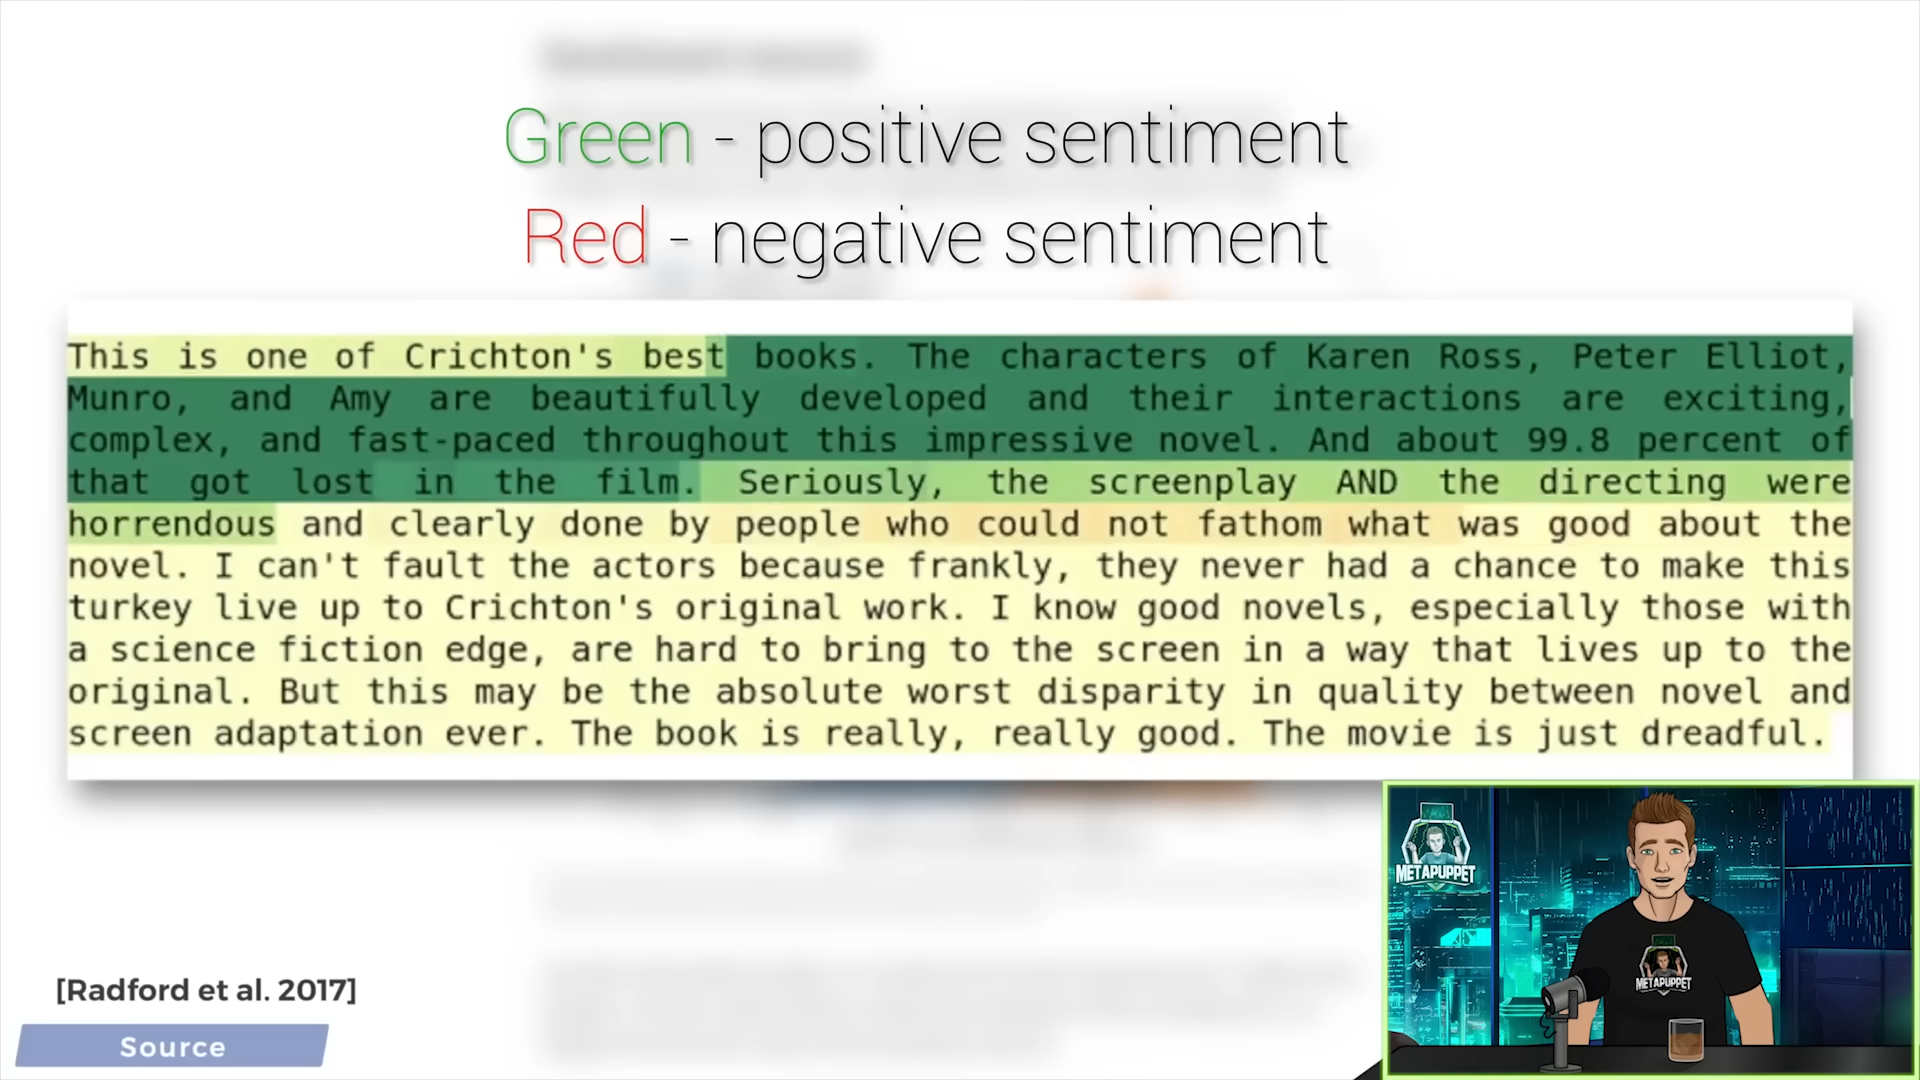 Green - positive sentiment
Red - negative sentiment
This is one of Crichton's best books. The characters of Karen Ross, Peter Elliot,
Munro, and Amy are beautifully developed and their interactions are exciting,
complex, and fast-paced throughout this impressive novel. And about 99.8 percent of
that got lost in the film. Seriously, the screenplay AND the directing were
horrendous and clearly done by people who could not fathom what was good about the
novel. I can't fault the actors because frankly, they never had a chance to make this
turkey live up to Crichton's original work. I know good novels, especially those with
a science fiction edge, are hard to bring to the screen in a way that lives up to the
original. But this may be the absolute worst disparity in quality between novel and
screen adaptation ever. The book is really, really good. The movie is just dreadful.
METAPUPPET
METAPUPPET
[Radford et al. 2017]
Source